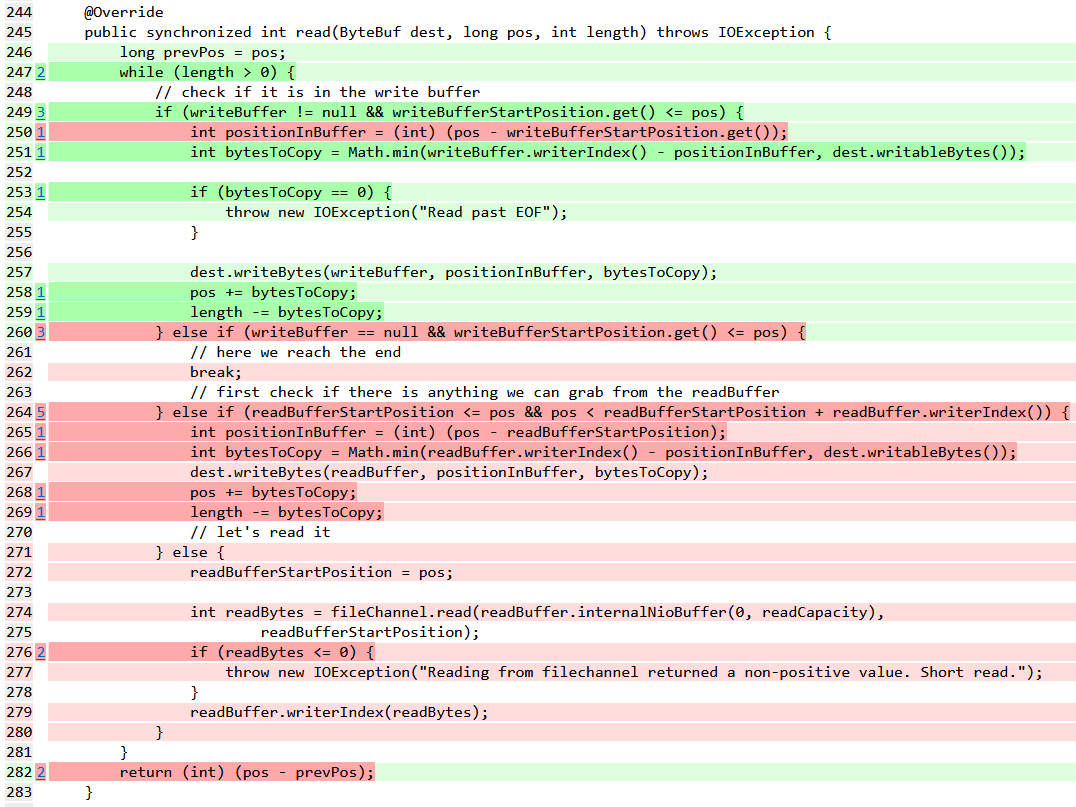 244 @Override
245 public synchronized int read(ByteBuf dest, long pos, int length) throws IOException {
246 long prevPos = pos;
247 2 while (length > 0) {
248 // check if it is in the write buffer
249 3 if (writeBuffer != null && writeBufferStartPosition.get() <= pos) {
250 1 int positionInBuffer = (int) (pos - writeBufferStartPosition.get());
251 1 int bytesToCopy = Math.min(writeBuffer.writerIndex() - positionInBuffer, dest.writableBytes());
252
253 1 if (bytesToCopy == 0) {
254 throw new IOException("Read past EOF");
255 }
256
257 dest.writeBytes(writeBuffer, positionInBuffer, bytesToCopy);
258 1 pos += bytesToCopy;
259 1 length -= bytesToCopy;
260 3 } else if (writeBuffer == null && writeBufferStartPosition.get() <= pos) {
261 // here we reach the end
262 break;
263 // first check if there is anything we can grab from the readBuffer
264 5 } else if (readBufferStartPosition <= pos && pos < readBufferStartPosition + readBuffer.writerIndex()) {
265 1 int positionInBuffer = (int) (pos - readBufferStartPosition);
266 1 int bytesToCopy = Math.min(readBuffer.writerIndex() - positionInBuffer, dest.writableBytes());
267 dest.writeBytes(readBuffer, positionInBuffer, bytesToCopy);
268 1 pos += bytesToCopy;
269 1 length -= bytesToCopy;
270 // let's read it
271 } else {
272 readBufferStartPosition = pos;
273
274 int readBytes = fileChannel.read(readBuffer.internalNioBuffer(0, readCapacity),
275 readBufferStartPosition);
276 2 if (readBytes <= 0) {
277 throw new IOException("Reading from filechannel returned a non-positive value. Short read.");
278 }
279 readBuffer.writerIndex(readBytes);
280 }
281 }
282 2 return (int) (pos - prevPos);
283 }